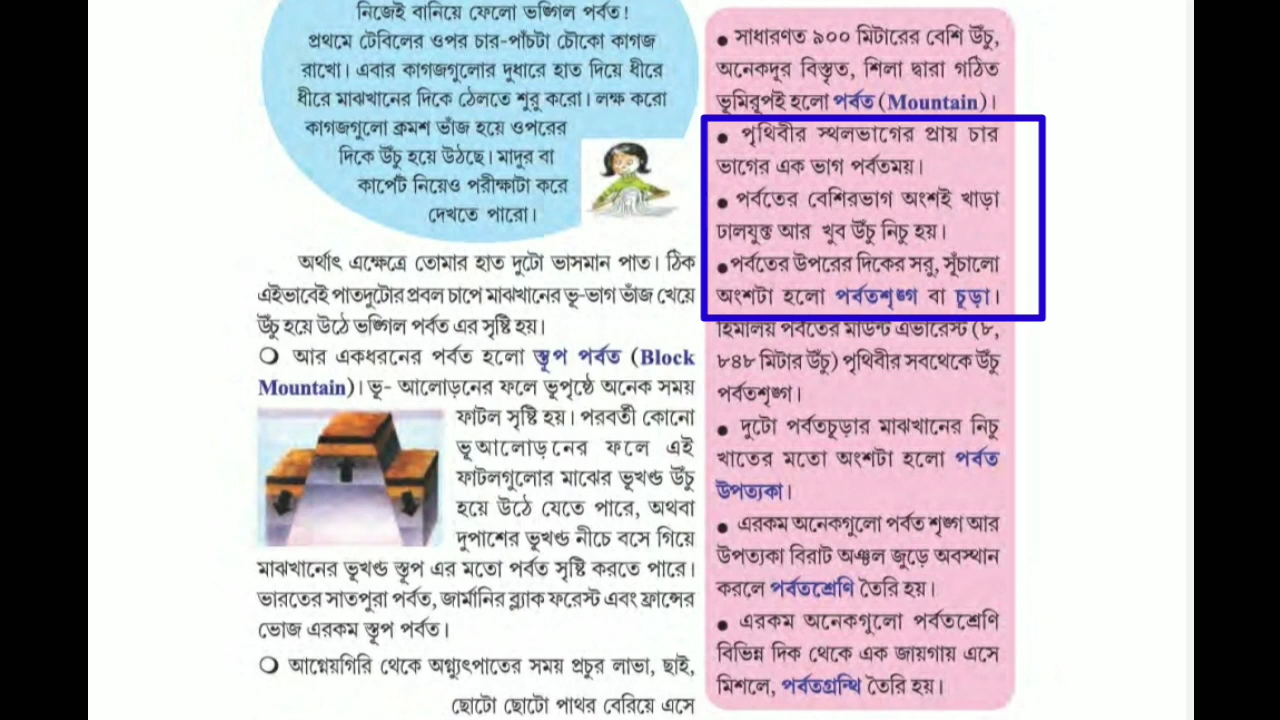 নিজেই বানিয়ে ফেলো ভঙ্গিল পর্বত!
প্রথমে টেবিলের ওপর চার-পাঁচটা চৌকো কাগজ
রাখো। এবার কাগজগুলোর দুধারে হাত দিয়ে ধীরে
ধীরে মাঝখানের দিকে ঠেলতে শুরু করো। লক্ষ করো
কাগজগুলো ক্রমশ ভাঁজ হয়ে ওপরের
দিকে উঁচু হয়ে উঠছে। মাদুর বা
কার্পেট নিয়েও পরীক্ষাটা করে
দেখতে পারো।
অর্থাৎ এক্ষেত্রে তোমার হাত দুটো ভাসমান পাত। ঠিক
এইভাবেই পাতদুটোর প্রবল চাপে মাঝখানের ভূ-ভাগ ভাঁজ খেয়ে
উঁচু হয়ে উঠে ভঙ্গিল পর্বত এর সৃষ্টি হয়।
❍ আর একধরনের পর্বত হলো স্তূপ পর্বত (Block
Mountain)। ভূ- আলোড়নের ফলে ভূপৃষ্ঠে অনেক সময়
ফাটল সৃষ্টি হয়। পরবর্তী কোনো
ভূআলোড়নের ফলে এই
ফাটলগুলোর মাঝের ভূখণ্ড উঁচু
হয়ে উঠে যেতে পারে, অথবা
দুপাশের ভূখণ্ড নীচে বসে গিয়ে
মাঝখানের ভূখণ্ড স্তূপ এর মতো পর্বত সৃষ্টি করতে পারে।
ভারতের সাতপুরা পর্বত, জার্মানির ব্ল্যাক ফরেস্ট এবং ফ্রান্সের
ভোজ এরকম স্তূপ পর্বত।
❍ আগ্নেয়গিরি থেকে অগ্ন্যুৎপাতের সময় প্রচুর লাভা, ছাই,
ছোটো ছোটো পাথর বেরিয়ে এসে
● সাধারণত ৯০০ মিটারের বেশি উঁচু,
অনেকদূর বিস্তৃত, শিলা দ্বারা গঠিত
ভূমিরূপই হলো পর্বত (Mountain)।
● পৃথিবীর স্থলভাগের প্রায় চার
ভাগের এক ভাগ পর্বতময়।
● পর্বতের বেশিরভাগ অংশই খাড়া
ঢালযুক্ত আর খুব উঁচু নিচু হয়।
●পর্বতের উপরের দিকের সরু, সূঁচালো
অংশটা হলো পর্বতশৃঙ্গ বা চূড়া।
হিমালয় পর্বতের মাউন্ট এভারেস্ট (৮,
৮৪৮ মিটার উঁচু) পৃথিবীর সবথেকে উঁচু
পর্বতশৃঙ্গ।
● দুটো পর্বতচূড়ার মাঝখানের নিচু
খাতের মতো অংশটা হলো পর্বত
উপত্যকা।
● এরকম অনেকগুলো পর্বত শৃঙ্গ আর
উপত্যকা বিরাট অঞ্চল জুড়ে অবস্থান
করলে পর্বতশ্রেণি তৈরি হয়।
● এরকম অনেকগুলো পর্বতশ্রেণি
বিভিন্ন দিক থেকে এক জায়গায় এসে
মিশলে, পর্বতগ্রন্থি তৈরি হয়।